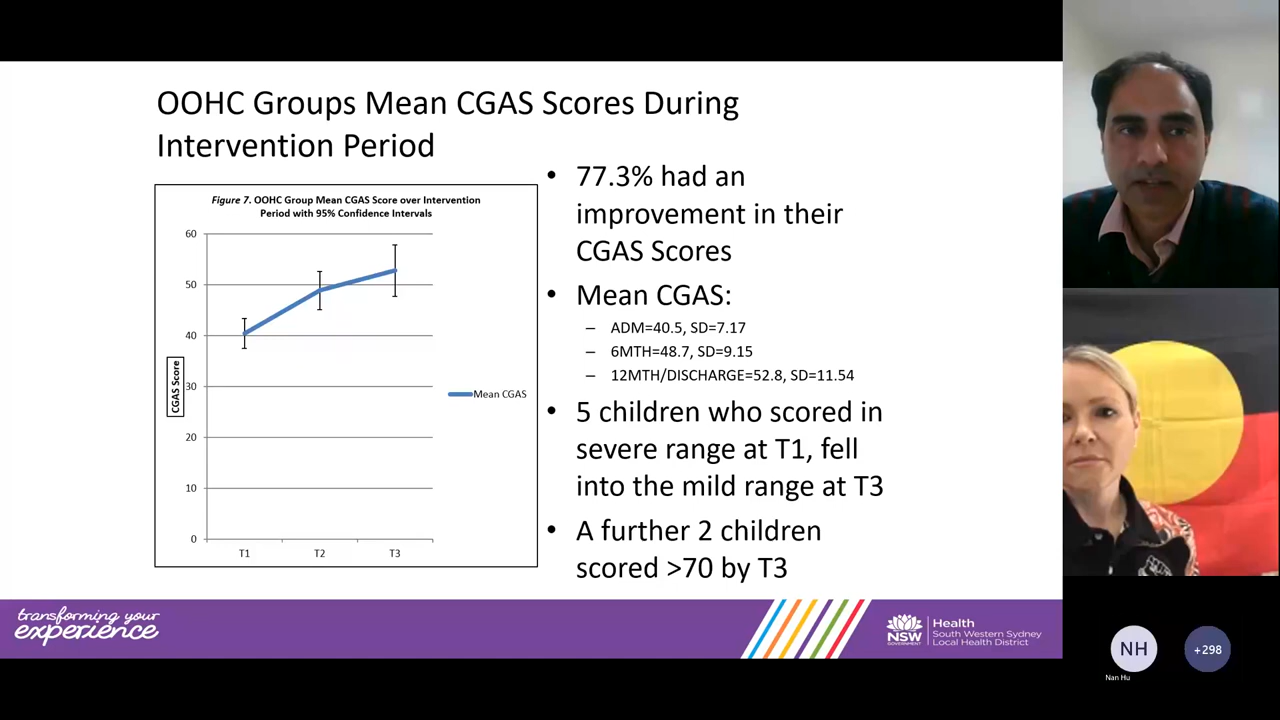 OOHC Groups Mean CGAS Scores During
Intervention Period
Figure 7. OOHC Group Mean CGAS Score over Intervention
Period with 95% Confidence Intervals
60
50
40
30
20
10
0
CGAS Score
T1 T2 T3
Mean CGAS
• 77.3% had an
improvement in their
CGAS Scores
• Mean CGAS:
– ADM=40.5, SD=7.17
– 6MTH=48.7, SD=9.15
– 12MTH/DISCHARGE=52.8, SD=11.54
• 5 children who scored in
severe range at T1, fell
into the mild range at T3
• A further 2 children
scored >70 by T3
transforming your
experience
NSW
GOVERNMENT
Health
South Western Sydney
Local Health District
NH
Nan Hu
+298